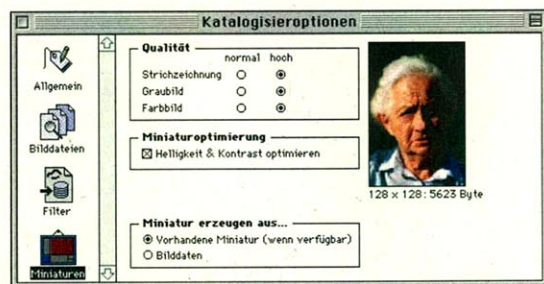 Katalogisieroptionen
Allgemein
Bilddateien
Filter
Miniaturen
Qualität
normal hoch
Strichzeichnung
Graubild
Farbbild
Miniaturoptimierung
Helligkeit & Kontrast optimieren
128 x 128: 5623 Byte
Miniatur erzeugen aus...
Vorhandene Miniatur (wenn verfügbar)
Bilddaten